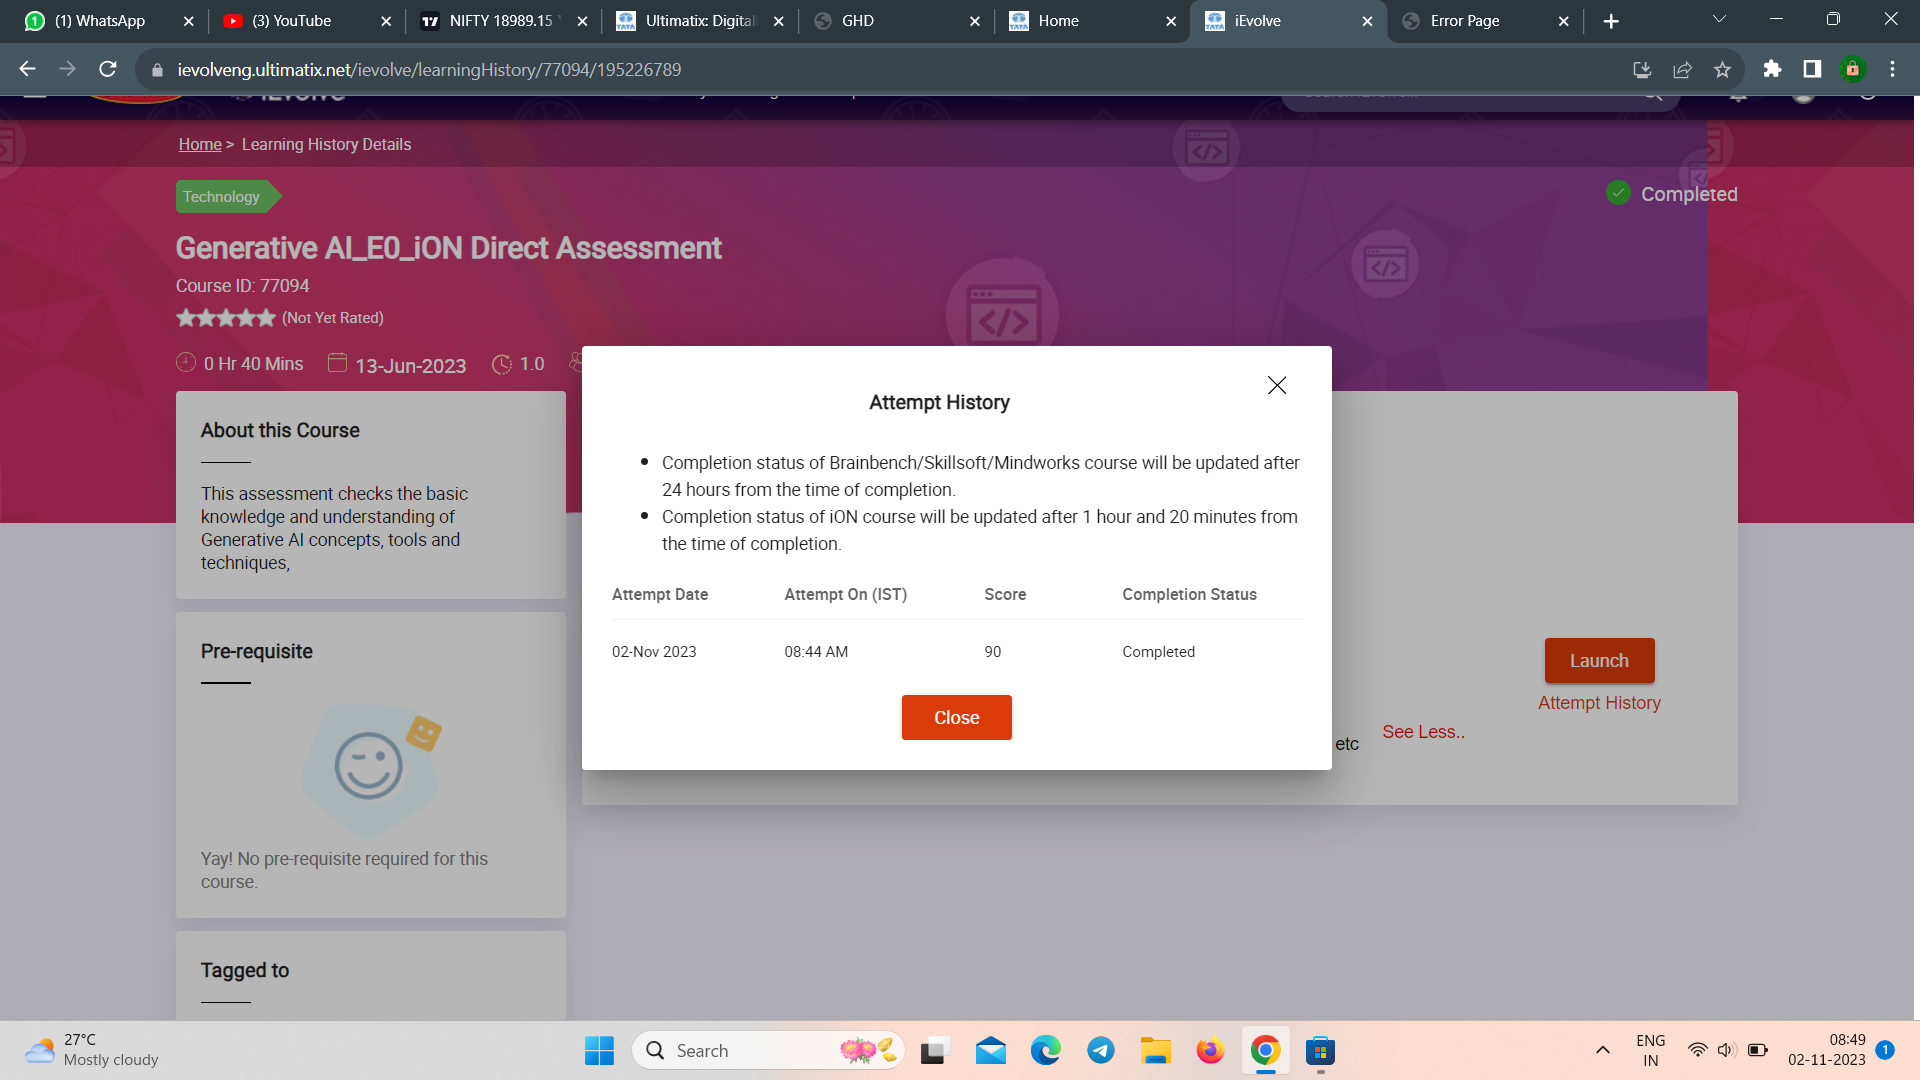 (1) WhatsApp
(3) YouTube
NIFTY 18989.15
Ultimatix: Digital
GHD
Home
iEvolve
Error Page
ievolveng.ultimatix.net/ievolve/learningHistory/77094/195226789
iEvolve
Home > Learning History Details
Technology
Completed
Generative AI_E0_iON Direct Assessment
Course ID: 77094
(Not Yet Rated)
0 Hr 40 Mins
13-Jun-2023
1.0
About this Course
This assessment checks the basic
knowledge and understanding of
Generative AI concepts, tools and
techniques,
Pre-requisite
Yay! No pre-requisite required for this
course.
Tagged to
Attempt History
Completion status of Brainbench/Skillsoft/Mindworks course will be updated after
24 hours from the time of completion.
Completion status of iON course will be updated after 1 hour and 20 minutes from
the time of completion.
Attempt Date Attempt On (IST) Score Completion Status
02-Nov 2023 08:44 AM 90 Completed
Close
Launch
Attempt History
See Less..
etc
27°C
Mostly cloudy
Search
ENG
IN
08:49
02-11-2023
1